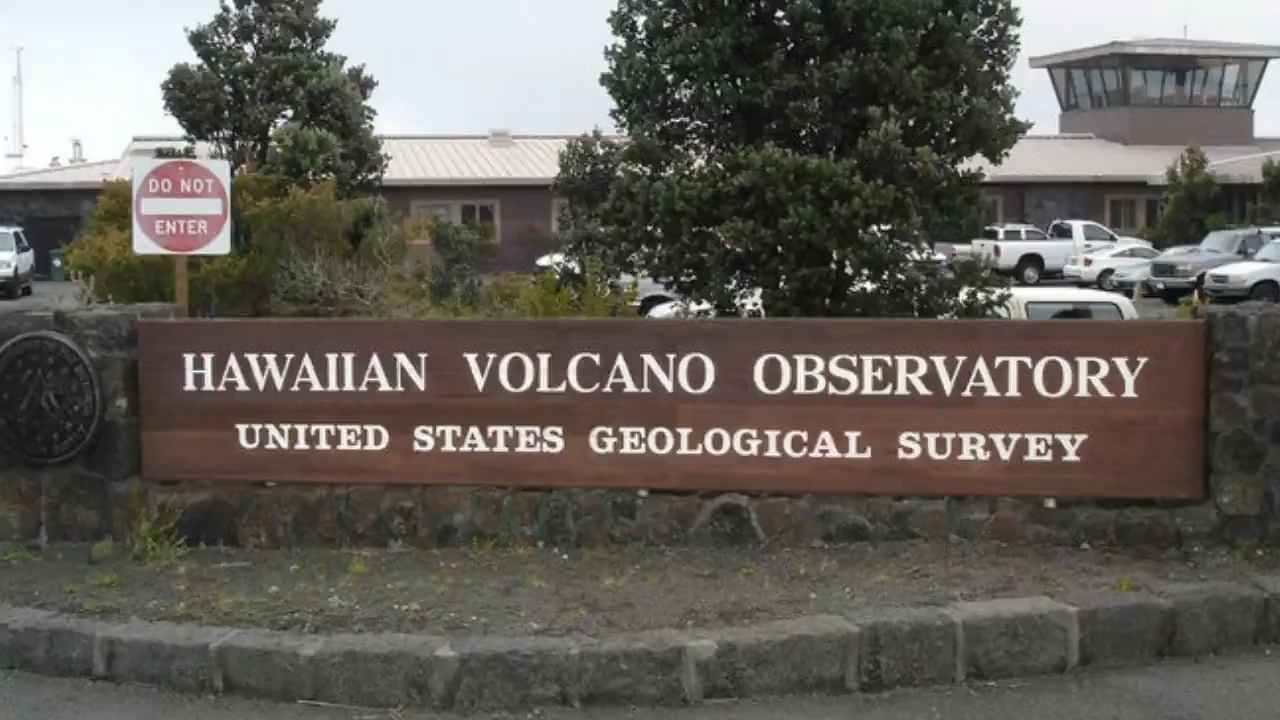 DO NOT
ENTER
HAWAIIAN VOLCANO OBSERVATORY
UNITED STATES GEOLOGICAL SURVEY